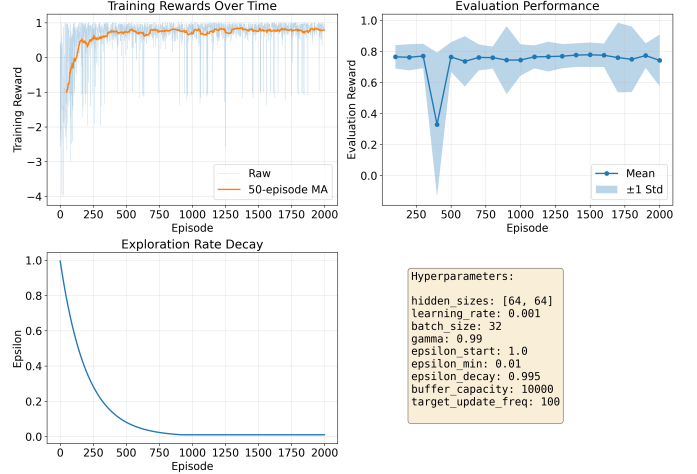 Training Rewards Over Time
1
0
−1
−2
−3
−4
Training Reward
Raw
50-episode MA
0 250 500 750 1000 1250 1500 1750 2000
Episode
Evaluation Performance
1.0
0.8
0.6
0.4
0.2
0.0
Evaluation Reward
Mean
±1 Std
250 500 750 1000 1250 1500 1750 2000
Episode
Exploration Rate Decay
1.0
0.8
0.6
0.4
0.2
0.0
Epsilon
0 250 500 750 1000 1250 1500 1750 2000
Episode
Hyperparameters:
hidden_sizes: [64, 64]
learning_rate: 0.001
batch_size: 32
gamma: 0.99
epsilon_start: 1.0
epsilon_min: 0.01
epsilon_decay: 0.995
buffer_capacity: 10000
target_update_freq: 100